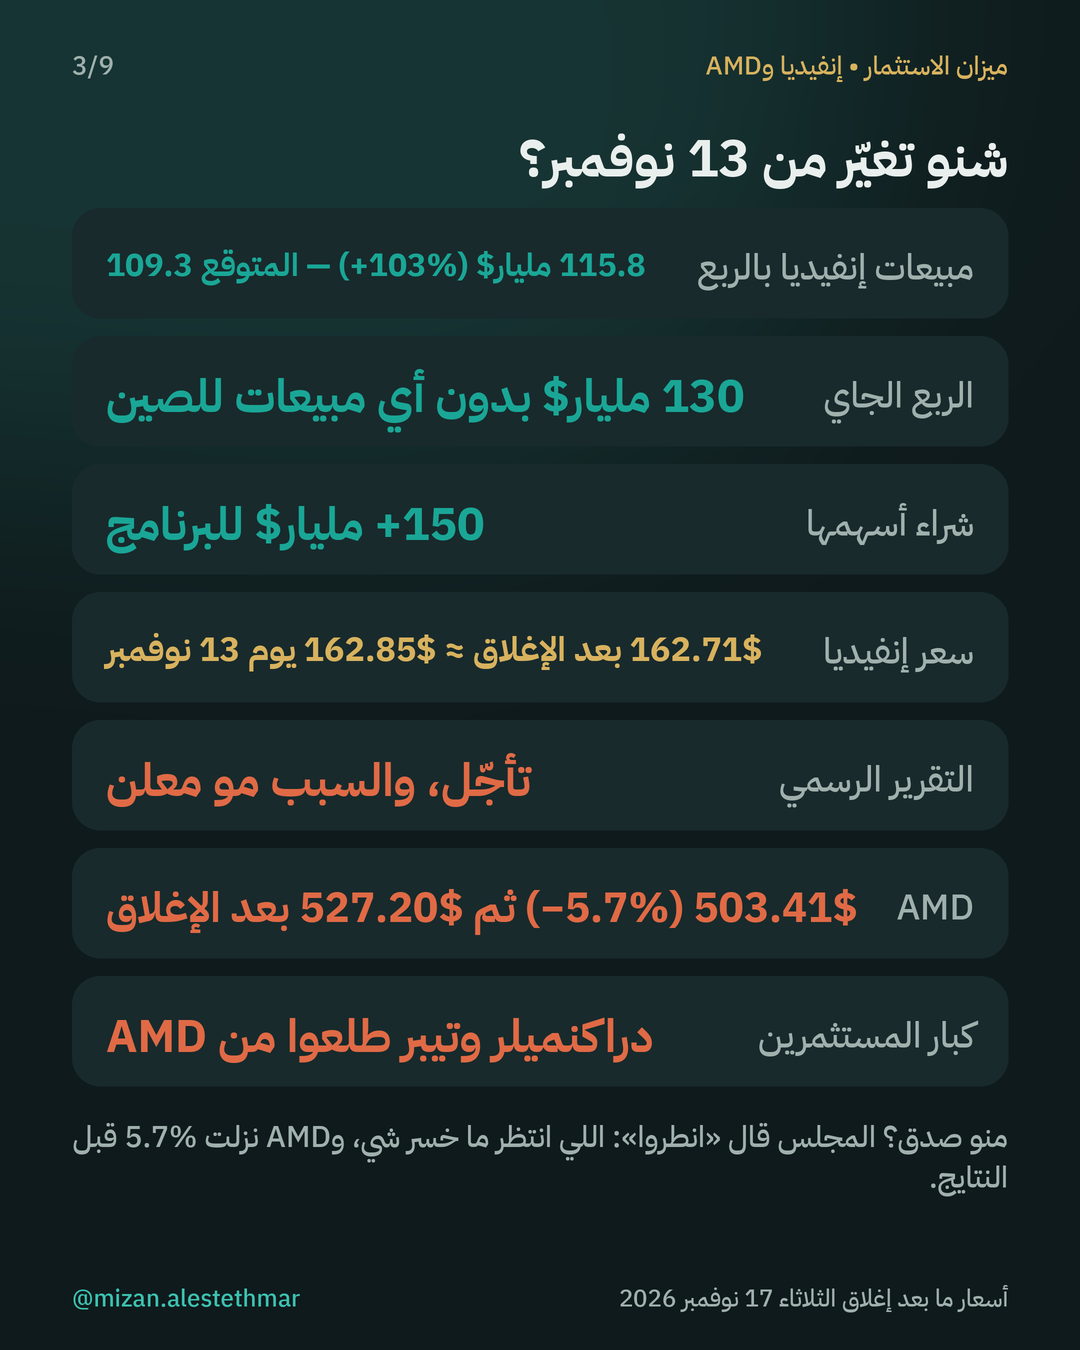 ميزان الاستثمار • إنفيديا وAMD
3/9
شنو تغيّر من 13 نوفمبر؟
مبيعات إنفيديا بالربع
115.8 مليار$ (+103%) — المتوقع 109.3
الربع الجاي
130 مليار$ بدون أي مبيعات للصين
شراء أسهمها
+150 مليار$ للبرنامج
سعر إنفيديا
162.71$ بعد الإغلاق ≈ 162.85$ يوم 13 نوفمبر
التقرير الرسمي
تأجّل، والسبب مو معلن
AMD
503.41$ (−5.7%) ثم 527.20$ بعد الإغلاق
كبار المستثمرين
دراكنميلر وتيبر طلعوا من AMD
منو صدق؟ المجلس قال «انطروا»: اللي انتظر ما خسر شي، وAMD نزلت 5.7% قبل
النتايج.
أسعار ما بعد إغلاق الثلاثاء 17 نوفمبر 2026
@mizan.alestethmar